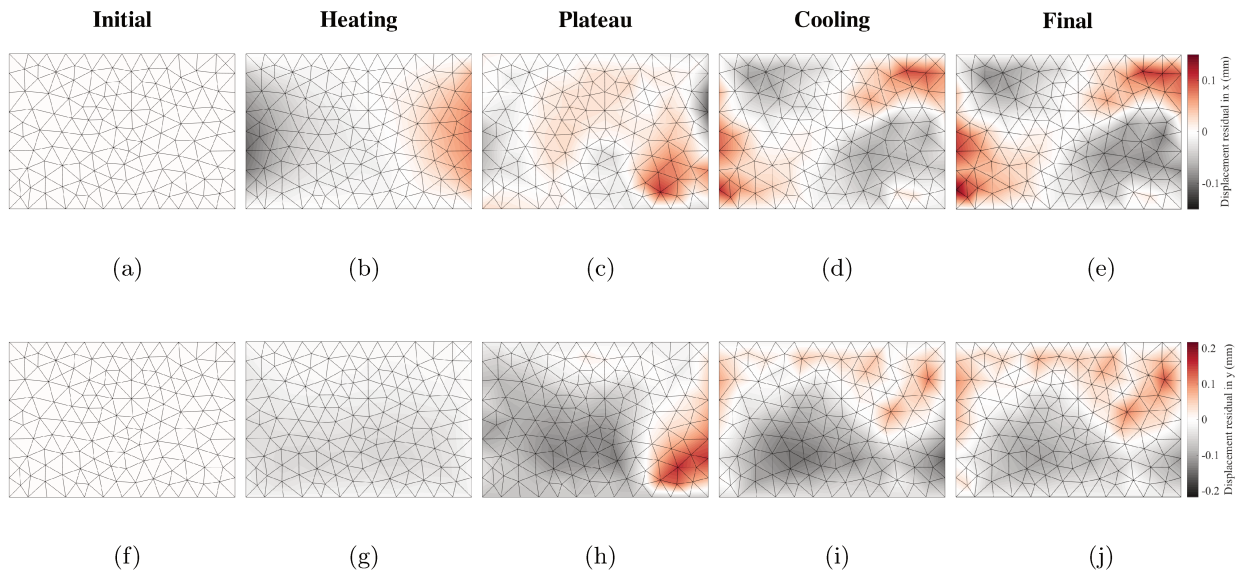 Initial Heating Plateau Cooling Final
0.1
0
-0.1
Displacement residual in x (mm)
(a) (b) (c) (d) (e)
0.2
0.1
0
-0.1
-0.2
Displacement residual in y (mm)
(f) (g) (h) (i) (j)